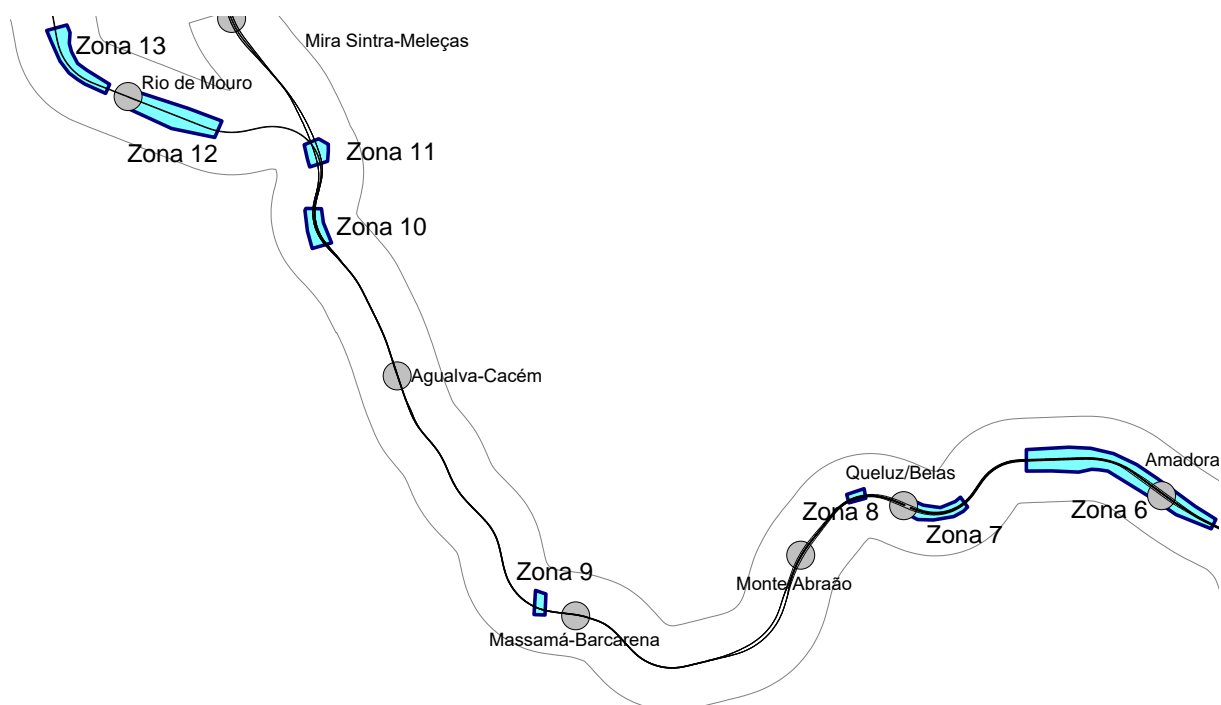 Mira Sintra-Meleças
Zona 13
Rio de Mouro
Zona 12
Zona 11
Zona 10
Agualva-Cacém
Amadora
Queluz/Belas
Zona 8
Zona 6
Zona 7
Zona 9
Monte Abraão
Massamá-Barcarena